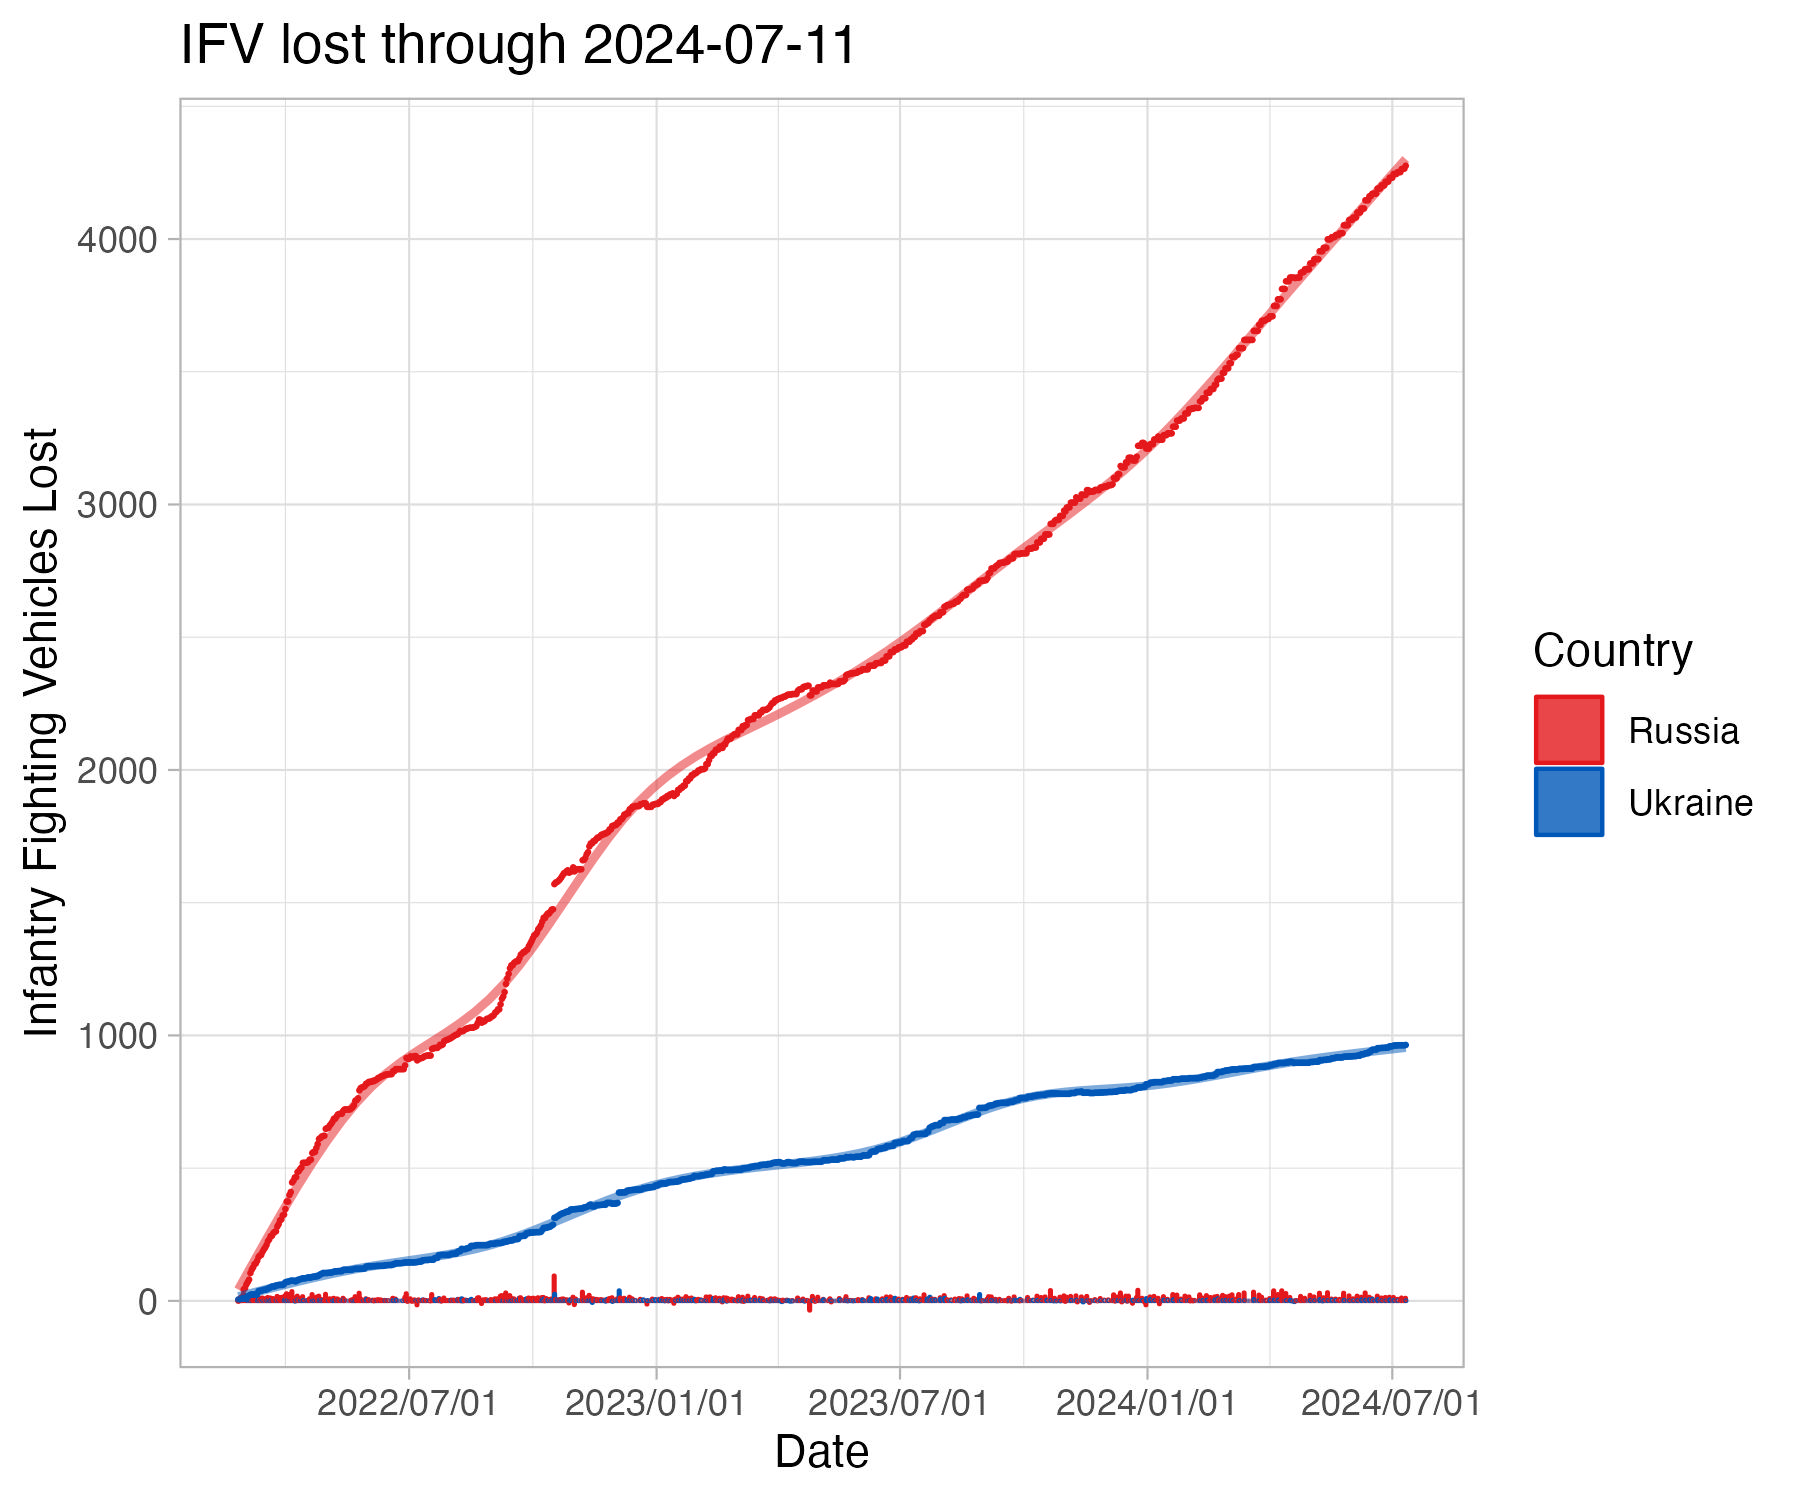 IFV lost through 2024-07-11
Infantry Fighting Vehicles Lost
4000
3000
2000
1000
0
2022/07/01
2023/01/01
2023/07/01
2024/01/01
2024/07/01
Date
Country
Russia
Ukraine